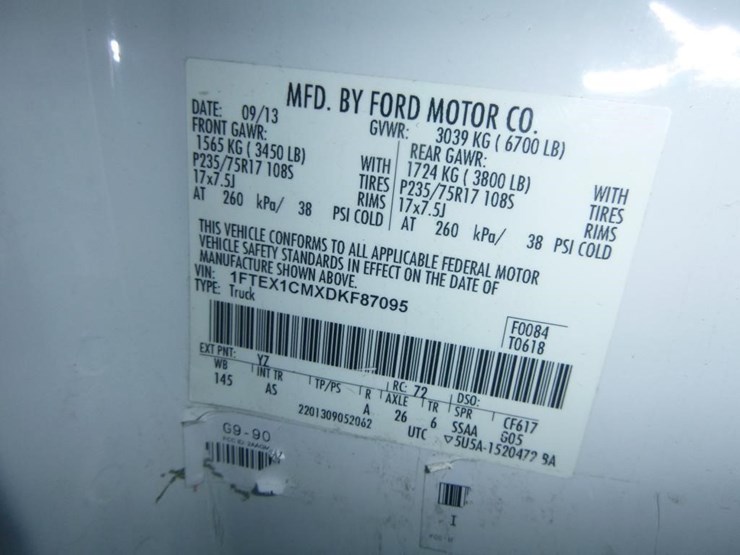 MFD. BY FORD MOTOR CO.
DATE: 09/13 GVWR: 3039 KG ( 6700 LB)
FRONT GAWR: REAR GAWR:
1565 KG ( 3450 LB) WITH 1724 KG ( 3800 LB) WITH
P235/75R17 108S TIRES P235/75R17 108S TIRES
17x7.5J RIMS 17x7.5J RIMS
AT 260 kPa/ 38 PSI COLD AT 260 kPa/ 38 PSI COLD
THIS VEHICLE CONFORMS TO ALL APPLICABLE FEDERAL MOTOR
VEHICLE SAFETY STANDARDS IN EFFECT ON THE DATE OF
MANUFACTURE SHOWN ABOVE.
VIN: 1FTEX1CMXDKF87095 F0084
TYPE: Truck T0618
EXT PNT: YZ RC: 72 DSO: CF617
WB INT TR TP/PS R AXLE TR SPR G05
145 AS A 26 6 SSAA
2201309052062 UTC ▽5U5A-1520472 BA
G9-90
I